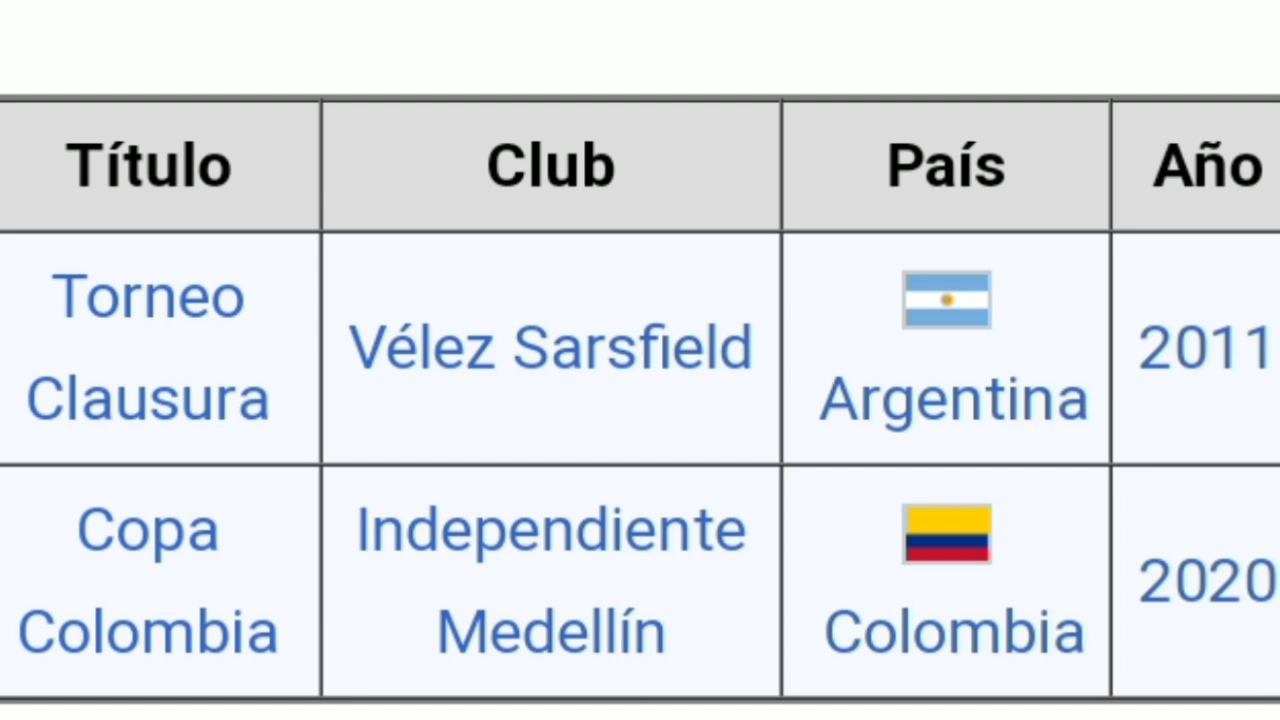 Título Club País Año
Torneo
Clausura
Vélez Sarsfield
Argentina
2011
Copa
Colombia
Independiente
Medellín
Colombia
2020